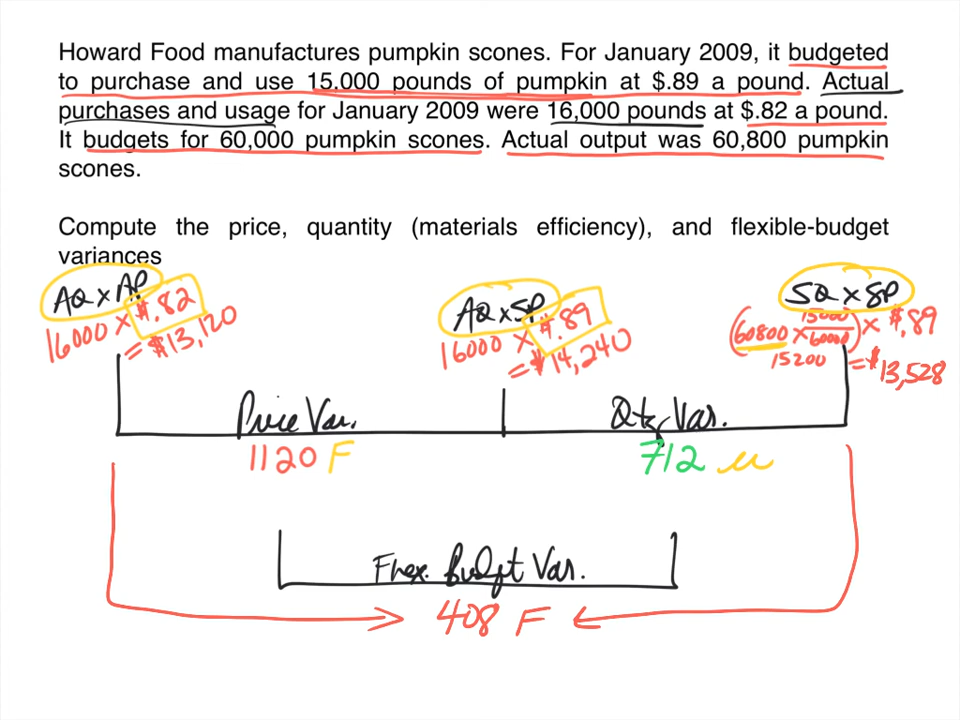 Howard Food manufactures pumpkin scones. For January 2009, it budgeted
to purchase and use 15,000 pounds of pumpkin at $.89 a pound. Actual
purchases and usage for January 2009 were 16,000 pounds at $.82 a pound.
It budgets for 60,000 pumpkin scones. Actual output was 60,800 pumpkin
scones.
Compute the price, quantity (materials efficiency), and flexible-budget
variances
AQ x AP
16000 x $.82
= $13,120
AQ x SP
16000 x $.89
= $14,240
SQ x SP
(60800 x 15000/60000) x $.89
15200
= $13,528
Price Var.
1120 F
Qty Var.
712 u
Flex. Budget Var.
408 F